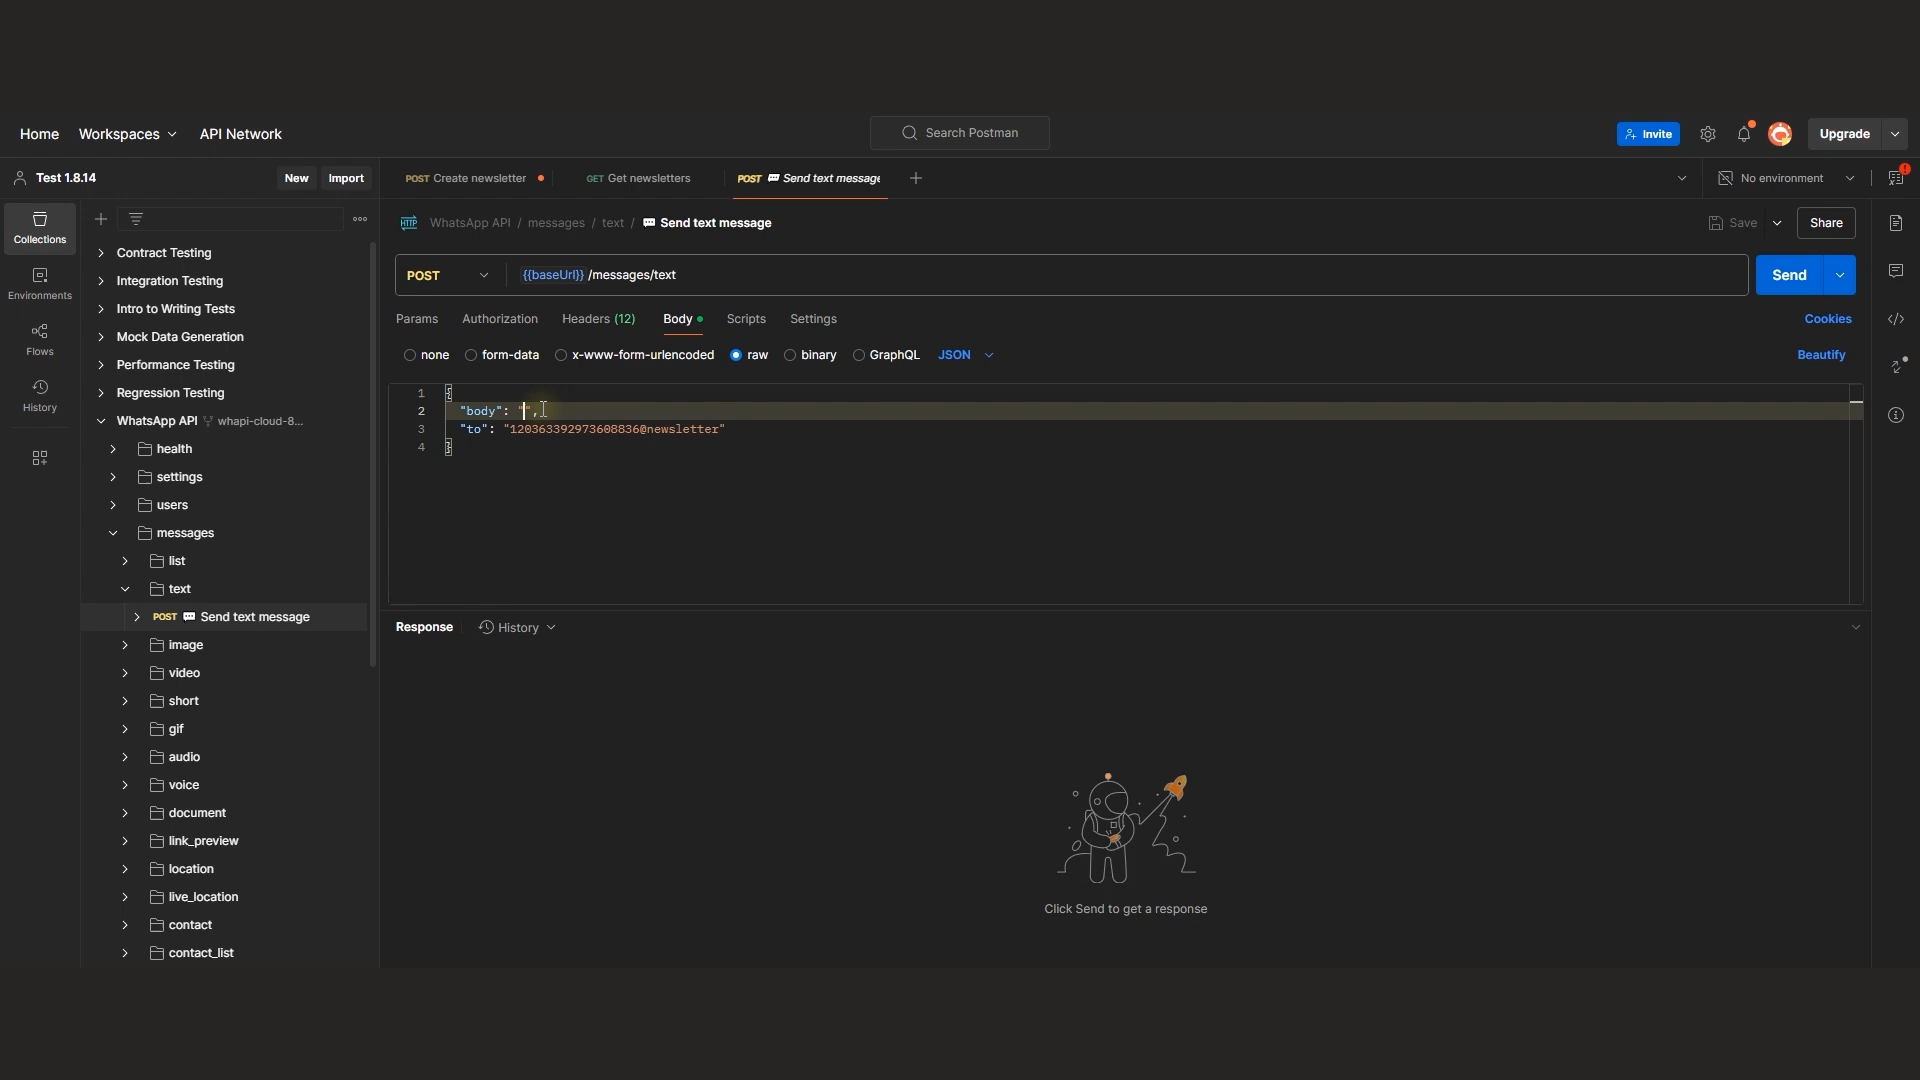 Home Workspaces API Network
Search Postman
Invite
Upgrade
Test 1.8.14
New Import
POST Create newsletter
GET Get newsletters
POST Send text message
No environment
Collections
Environments
Flows
History
Contract Testing
Integration Testing
Intro to Writing Tests
Mock Data Generation
Performance Testing
Regression Testing
WhatsApp API whapi-cloud-8...
health
settings
users
messages
list
text
POST Send text message
image
video
short
gif
audio
voice
document
link_preview
location
live_location
contact
contact_list
HTTP WhatsApp API / messages / text / Send text message
Save
Share
POST {{baseUrl}} /messages/text
Send
Params Authorization Headers (12) Body Scripts Settings
Cookies
none form-data x-www-form-urlencoded raw binary GraphQL JSON
Beautify
1 {
2 "body": "",
3 "to": "120363392973608836@newsletter"
4 }
Response History
Click Send to get a response